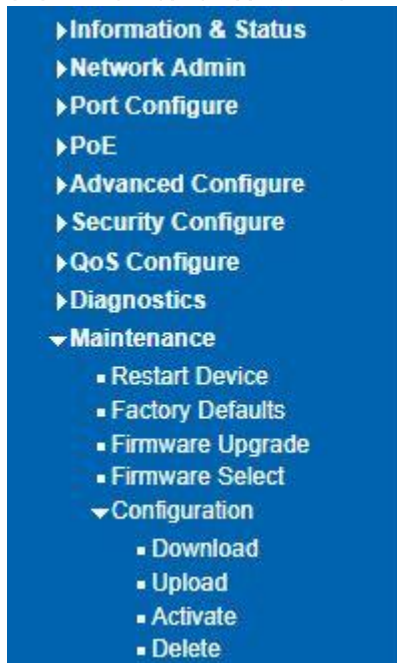 Information & Status
Network Admin
Port Configure
PoE
Advanced Configure
Security Configure
QoS Configure
Diagnostics
Maintenance
Restart Device
Factory Defaults
Firmware Upgrade
Firmware Select
Configuration
Download
Upload
Activate
Delete